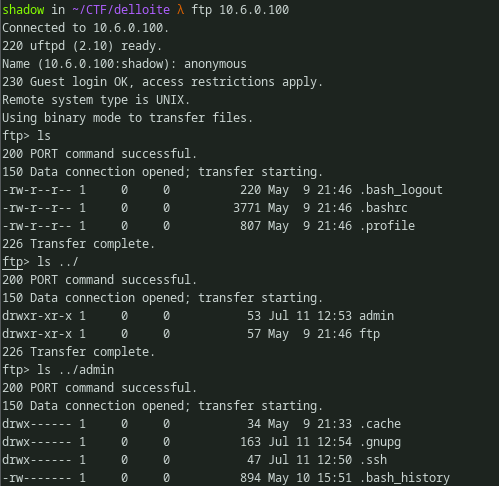 shadow in ~/CTF/delloite λ ftp 10.6.0.100
Connected to 10.6.0.100.
220 uftpd (2.10) ready.
Name (10.6.0.100:shadow): anonymous
230 Guest login OK, access restrictions apply.
Remote system type is UNIX.
Using binary mode to transfer files.
ftp> ls
200 PORT command successful.
150 Data connection opened; transfer starting.
-rw-r--r-- 1     0     0          220 May  9 21:46 .bash_logout
-rw-r--r-- 1     0     0         3771 May  9 21:46 .bashrc
-rw-r--r-- 1     0     0          807 May  9 21:46 .profile
226 Transfer complete.
ftp> ls ../
200 PORT command successful.
150 Data connection opened; transfer starting.
drwxr-xr-x 1     0     0           53 Jul 11 12:53 admin
drwxr-xr-x 1     0     0           57 May  9 21:46 ftp
226 Transfer complete.
ftp> ls ../admin
200 PORT command successful.
150 Data connection opened; transfer starting.
drwx------ 1     0     0           34 May  9 21:33 .cache
drwx------ 1     0     0          163 Jul 11 12:54 .gnupg
drwx------ 1     0     0           47 Jul 11 12:50 .ssh
-rw------- 1     0     0          894 May 10 15:51 .bash_history